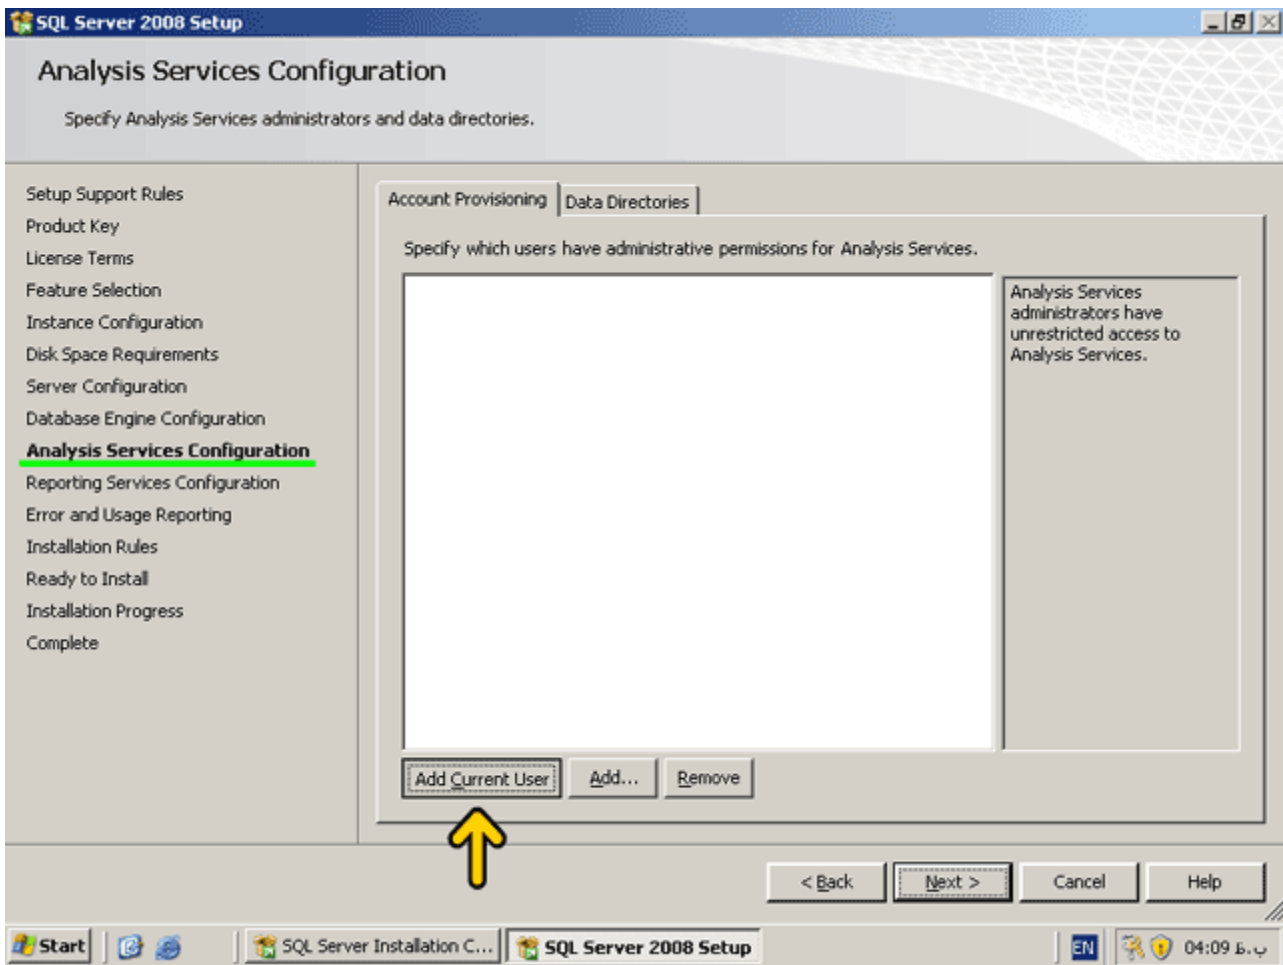 SQL Server 2008 Setup
Analysis Services Configuration
Specify Analysis Services administrators and data directories.
Setup Support Rules
Product Key
License Terms
Feature Selection
Instance Configuration
Disk Space Requirements
Server Configuration
Database Engine Configuration
Analysis Services Configuration
Reporting Services Configuration
Error and Usage Reporting
Installation Rules
Ready to Install
Installation Progress
Complete
Account Provisioning
Data Directories
Specify which users have administrative permissions for Analysis Services.
Analysis Services
administrators have
unrestricted access to
Analysis Services.
Add Current User
Add...
Remove
< Back
Next >
Cancel
Help
Start
SQL Server Installation C...
SQL Server 2008 Setup
EN
04:09 ب.ظ